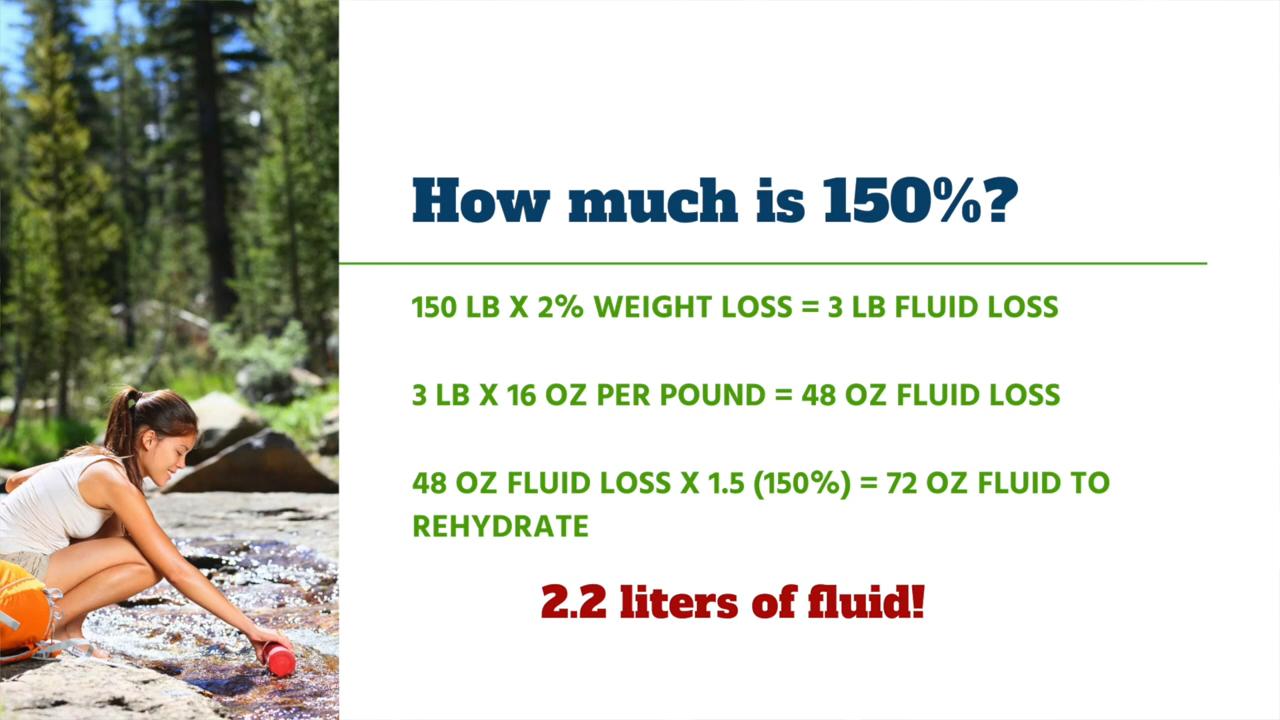 How much is 150%?
150 LB X 2% WEIGHT LOSS = 3 LB FLUID LOSS
3 LB X 16 OZ PER POUND = 48 OZ FLUID LOSS
48 OZ FLUID LOSS X 1.5 (150%) = 72 OZ FLUID TO
REHYDRATE
2.2 liters of fluid!